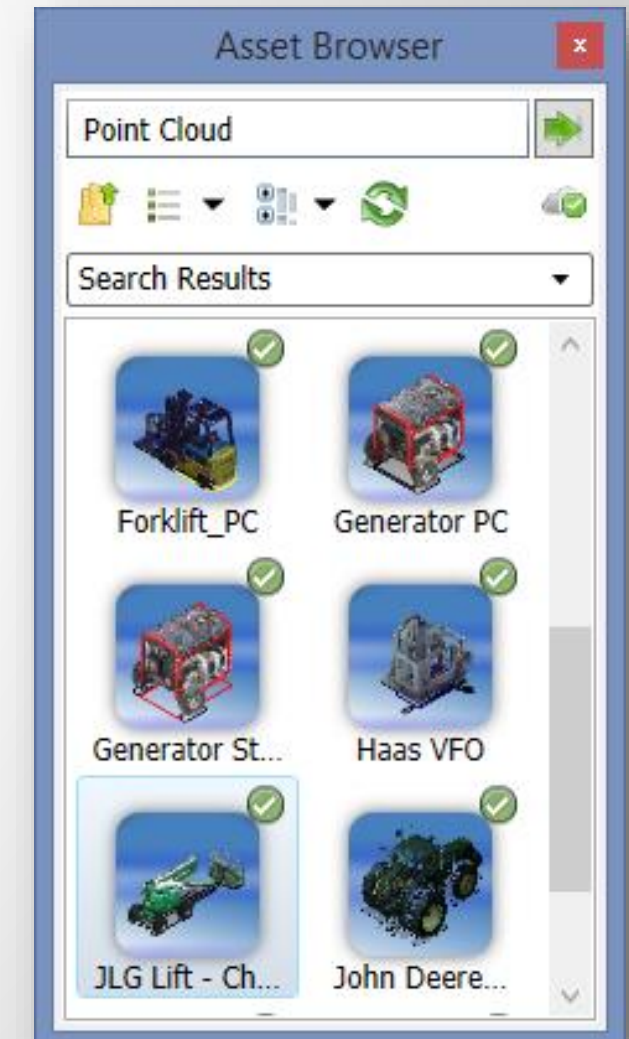 Asset Browser
x
Point Cloud
Search Results
Forklift_PC
Generator PC
Generator St...
Haas VFO
JLG Lift - Ch...
John Deere...